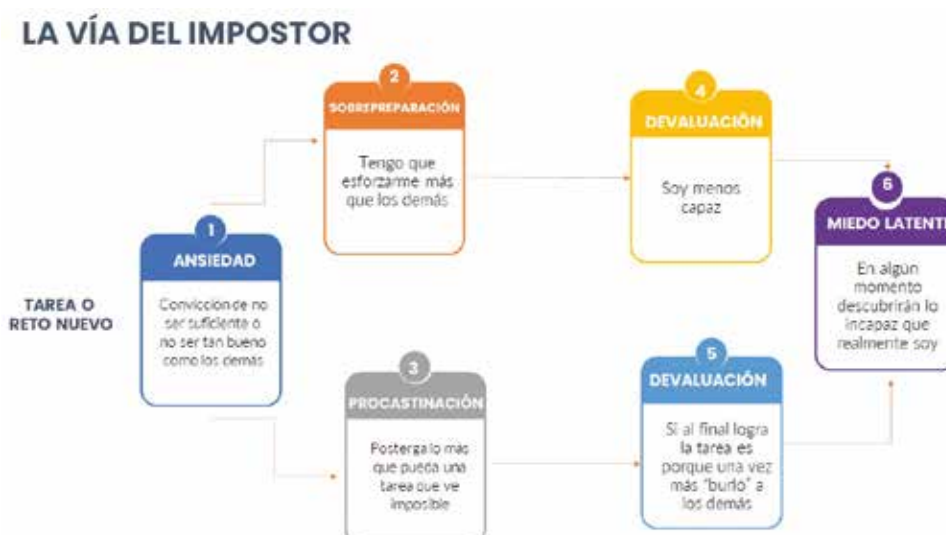 LA VÍA DEL IMPOSTOR
TAREA O
RETO NUEVO
1
ANSIEDAD
Convicción de no
ser suficiente o
no ser tan bueno
como los demás
2
SOBREPREPARACIÓN
Tengo que
esforzarme más
que los demás
3
PROCASTINACIÓN
Posterga lo más
que pueda una
tarea que ve
imposible
4
DEVALUACIÓN
Soy menos
capaz
5
DEVALUACIÓN
Si al final logra
la tarea es
porque una vez
más "burló" a
los demás
6
MIEDO LATENTE
En algún
momento
descubrirán lo
incapaz que
realmente soy